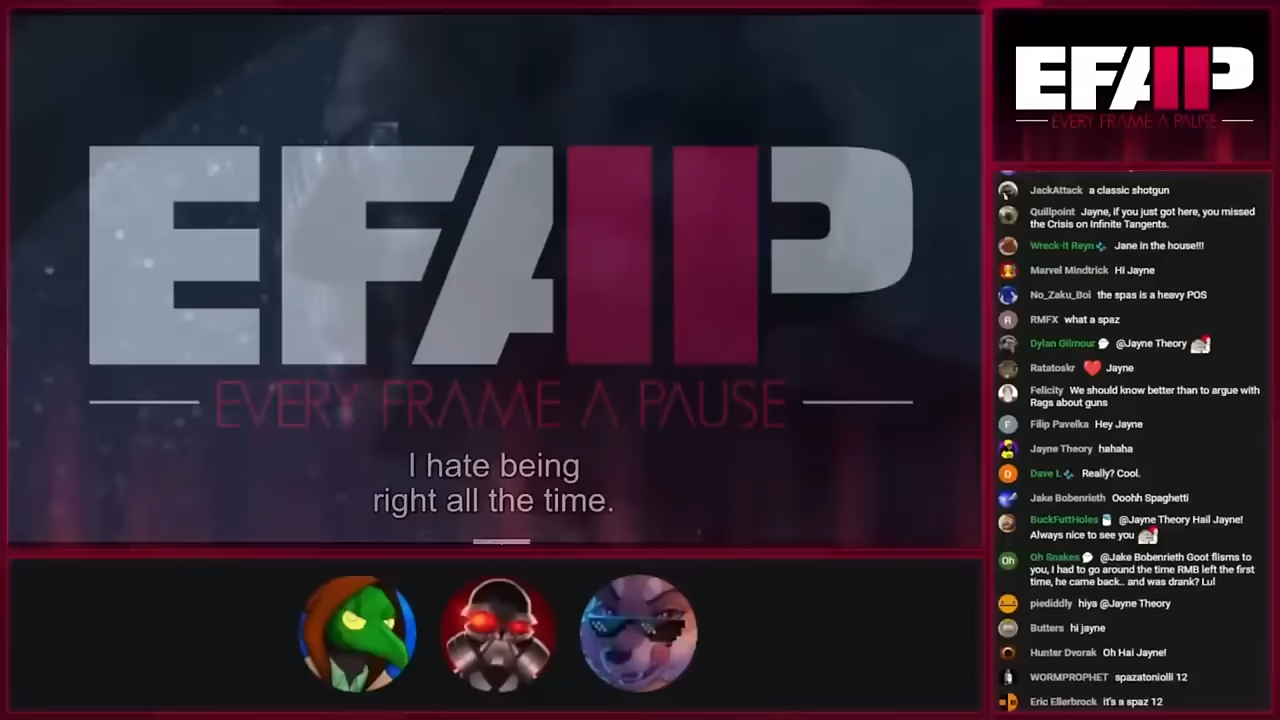 EFAP
EVERY FRAME A PAUSE
I hate being
right all the time.
EFAP
EVERY FRAME A PAUSE
JackAttack a classic shotgun
Quillpoint Jayne, if you just got here, you missed
the Crisis on Infinite Tangents.
Wreck-It Reyn Jane in the house!!!
Marvel Mindtrick Hi Jayne
No_Zaku_Boi the spas is a heavy POS
R RMFX what a spaz
Dylan Gilmour @Jayne Theory
Ratatoskr Jayne
Felicity We should know better than to argue with
Rags about guns
F Filip Pavelka Hey Jayne
Jayne Theory hahaha
D Dave L Really? Cool.
Jake Bobenrieth Ooohh Spaghetti
BuckFuttHoles @Jayne Theory Hail Jayne!
Always nice to see you
Oh Oh Snakes @Jake Bobenrieth Goot flisms to
you, I had to go around the time RMB left the first
time, he came back.. and was drank? Lul
piediddly hiya @Jayne Theory
Butters hi jayne
Hunter Dvorak Oh Hai Jayne!
WORMPROPHET spazatoniolli 12
Eric Ellerbrock it's a spaz 12